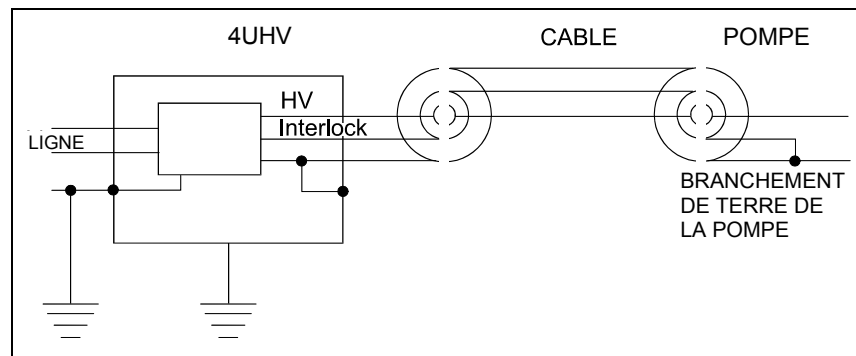 4UHV CABLE POMPE
HV
Interlock
LIGNE
BRANCHEMENT
DE TERRE DE
LA POMPE